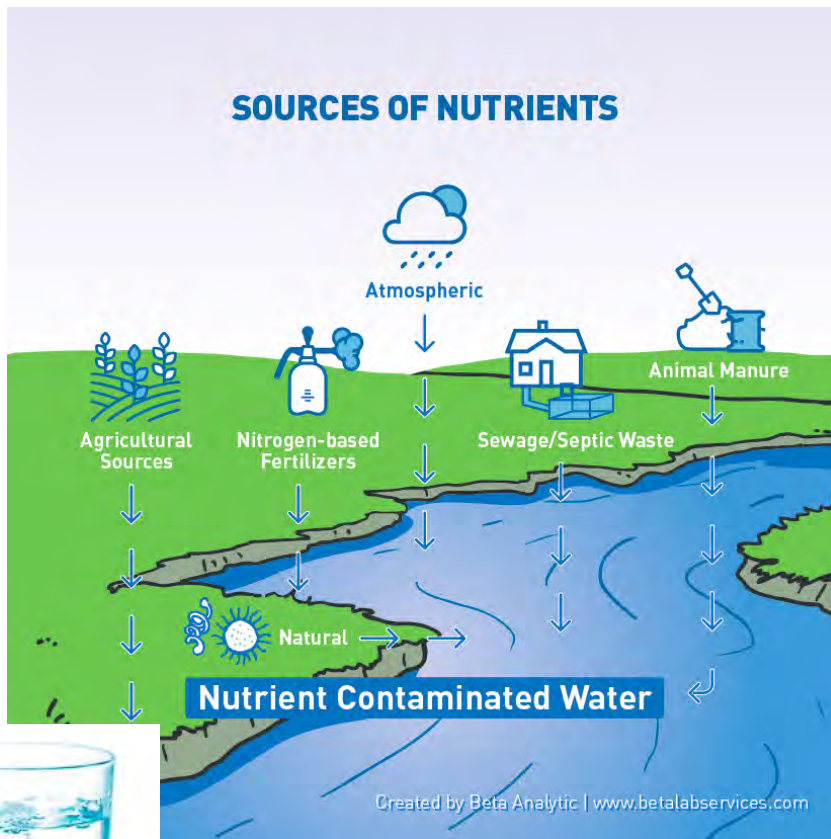 SOURCES OF NUTRIENTS
Atmospheric
Animal Manure
Agricultural
Sources
Nitrogen-based
Fertilizers
Sewage/Septic Waste
Natural
Nutrient Contaminated Water
Created by Beta Analytic | www.betalabservices.com